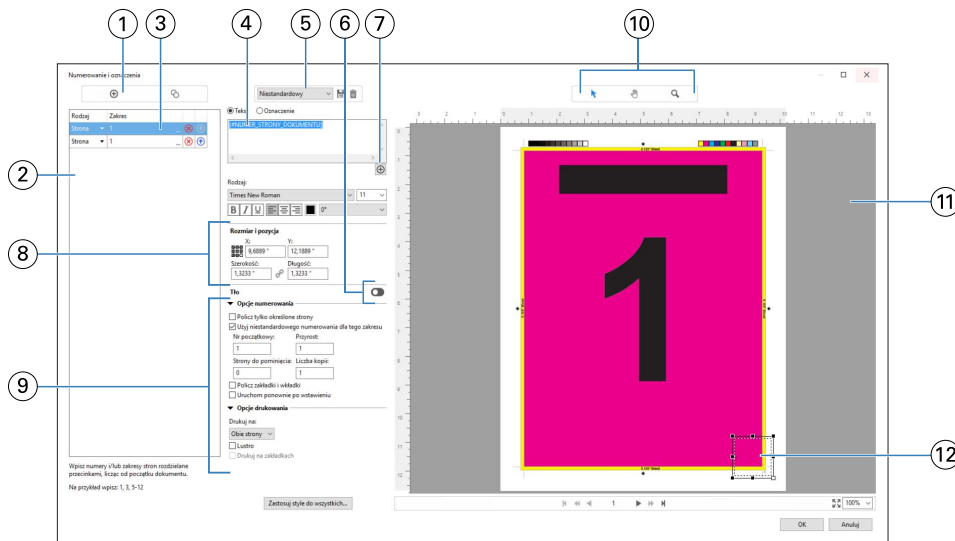 1 3 4 5 6 7 10
Numerowanie i oznaczenia
Niestandardowy
Rodzaj Zakres
Strona 1 ...
Strona 1 ...
Tekst Oznaczenie
[#NUMER_STRONY_DOKUMENTU]
2
Rodzaj:
Times New Roman 11
B I U 0°
8
Rozmiar i pozycja
X: Y:
9,6889 " 12,1889 "
Szerokość: Długość:
1,3233 " 1,3233 "
Tło
9
Opcje numerowania
Policz tylko określone strony
Użyj niestandardowego numerowania dla tego zakresu
Nr początkowy: Przyrost:
1 1
Strony do pominięcia: Liczba kopii:
0 1
Policz zakładki i wkładki
Uruchom ponownie po wstawieniu
Opcje drukowania
Drukuj na:
Obie strony
Lustro
Drukuj na zakładkach
Wpisz numery i/lub zakresy stron rozdzielane
przecinkami, licząc od początku dokumentu.
Na przykład wpisz: 1, 3, 5-12
Zastosuj style do wszystkich...
1
11
12
1 100%
OK Anuluj